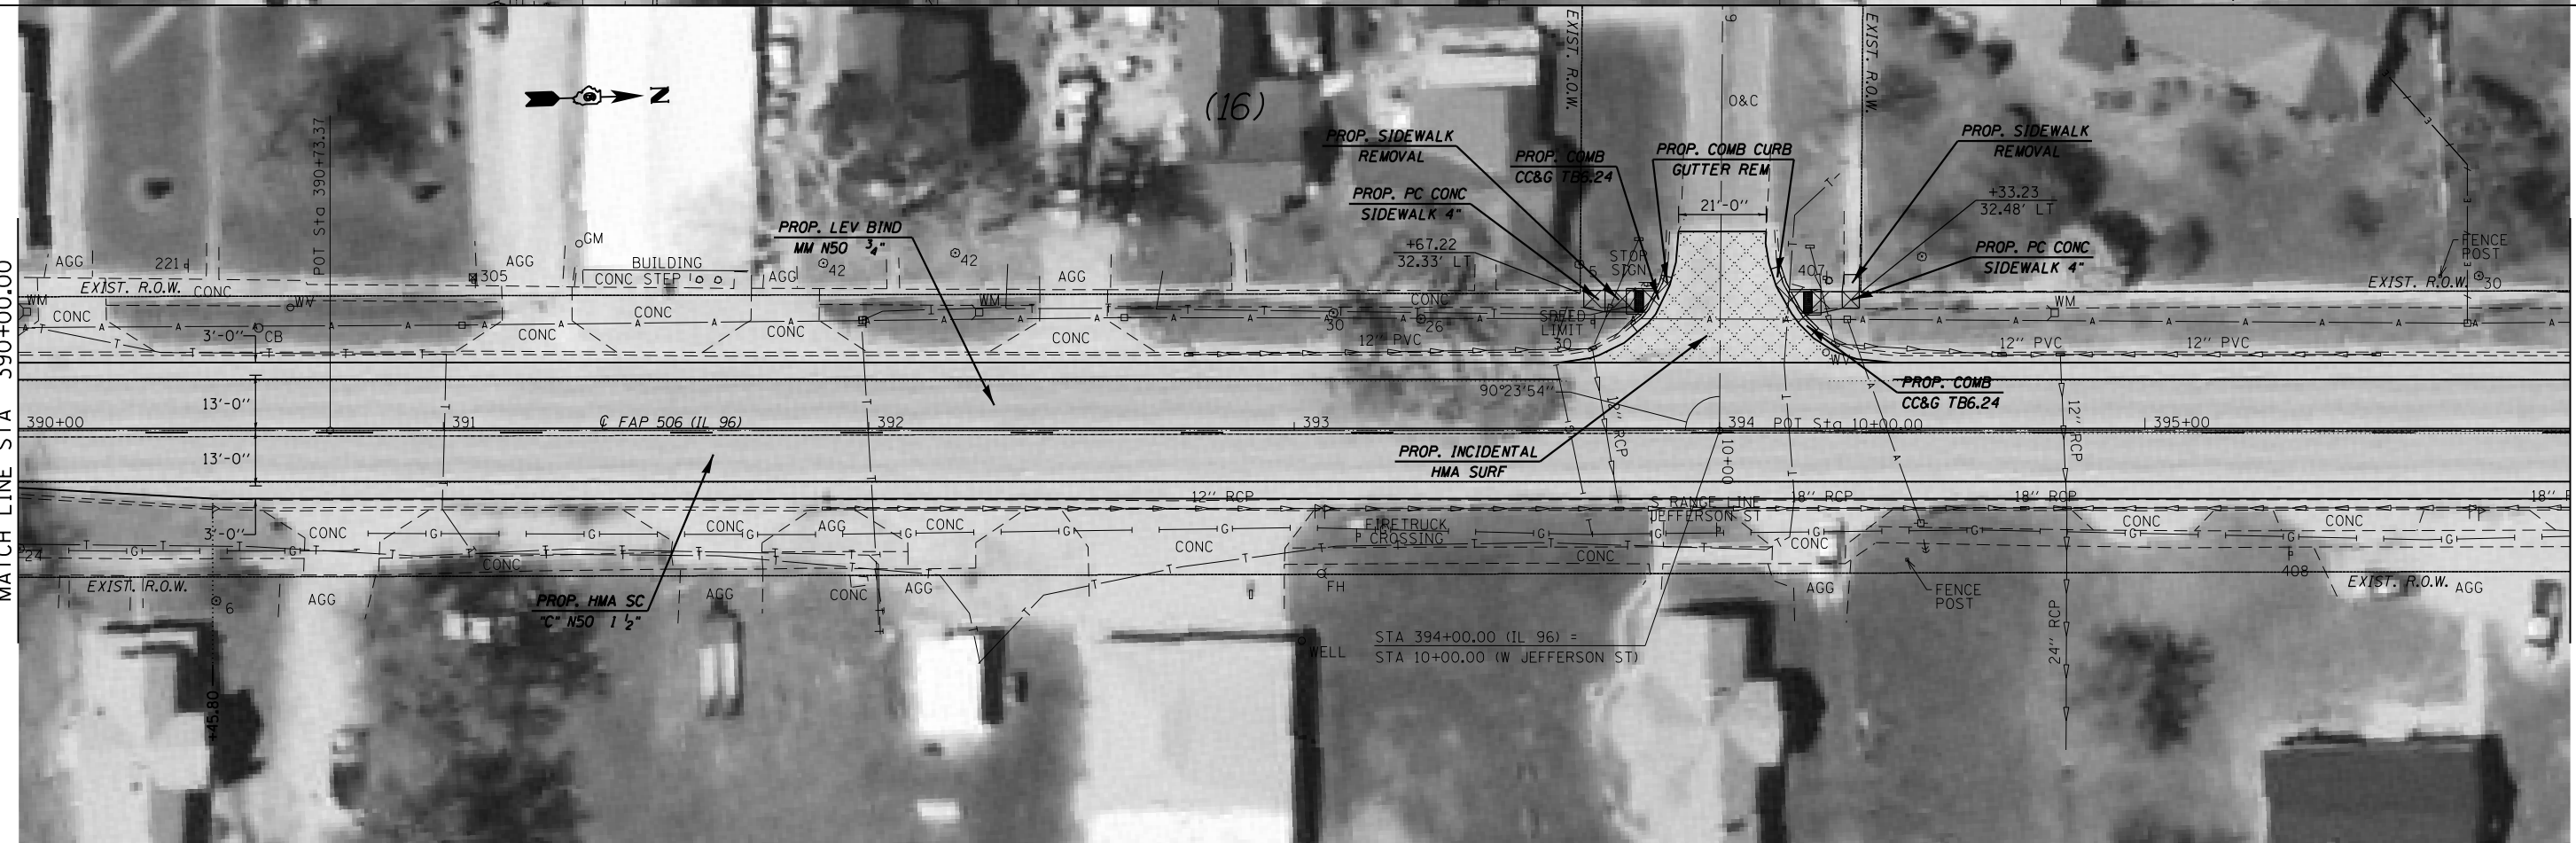 MATCH LINE STA 390+00.00
N
(16)
EXIST. R.O.W.
9
EXIST. R.O.W.
O&C
POT Sta 390+73.37
PROP. SIDEWALK
REMOVAL
PROP. COMB
CC&G TB6.24
PROP. COMB CURB
GUTTER REM
PROP. SIDEWALK
REMOVAL
PROP. PC CONC
SIDEWALK 4"
21'-0"
+33.23
32.48' LT
PROP. LEV BIND
MM N50 3/4"
+67.22
32.33' LT
STOP
SIGN
PROP. PC CONC
SIDEWALK 4"
FENCE
POST
AGG
221
GM
305
AGG
BUILDING
CONC STEP
AGG
42
42
AGG
5
407
30
EXIST. R.O.W.
CONC
WV
WM
CONC
EXIST. R.O.W.
WM
WM
CONC
3'-0"
CB
CONC
CONC
CONC
CONC
30
26
SPEED
LIMIT
30
12" PVC
WV
12" PVC
12" PVC
13'-0"
90°23'54"
12" RCP
PROP. COMB
CC&G TB6.24
12" RCP
390+00
391
℄ FAP 506 (IL 96)
392
393
394
POT Sta 10+00.00
395+00
13'-0"
10+00
PROP. INCIDENTAL
HMA SURF
12" RCP
S RANGE LINE
JEFFERSON ST
18" RCP
18" RCP
18"
3'-0"
CONC
CONC
AGG
CONC
FIRETRUCK
CROSSING
CONC
CONC
24
CONC
CONC
CONC
CONC
EXIST. R.O.W.
6
AGG
AGG
CONC
AGG
FH
AGG
FENCE
POST
408
EXIST. R.O.W.
AGG
PROP. HMA SC
"C" N50 1 1/2"
+45.80
WELL
STA 394+00.00 (IL 96) =
STA 10+00.00 (W JEFFERSON ST)
24" RCP